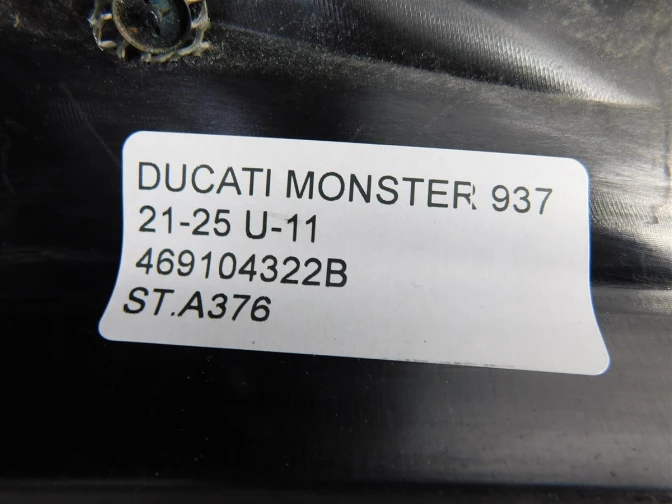 DUCATI MONSTER 937
21-25 U-11
469104322B
ST.A376